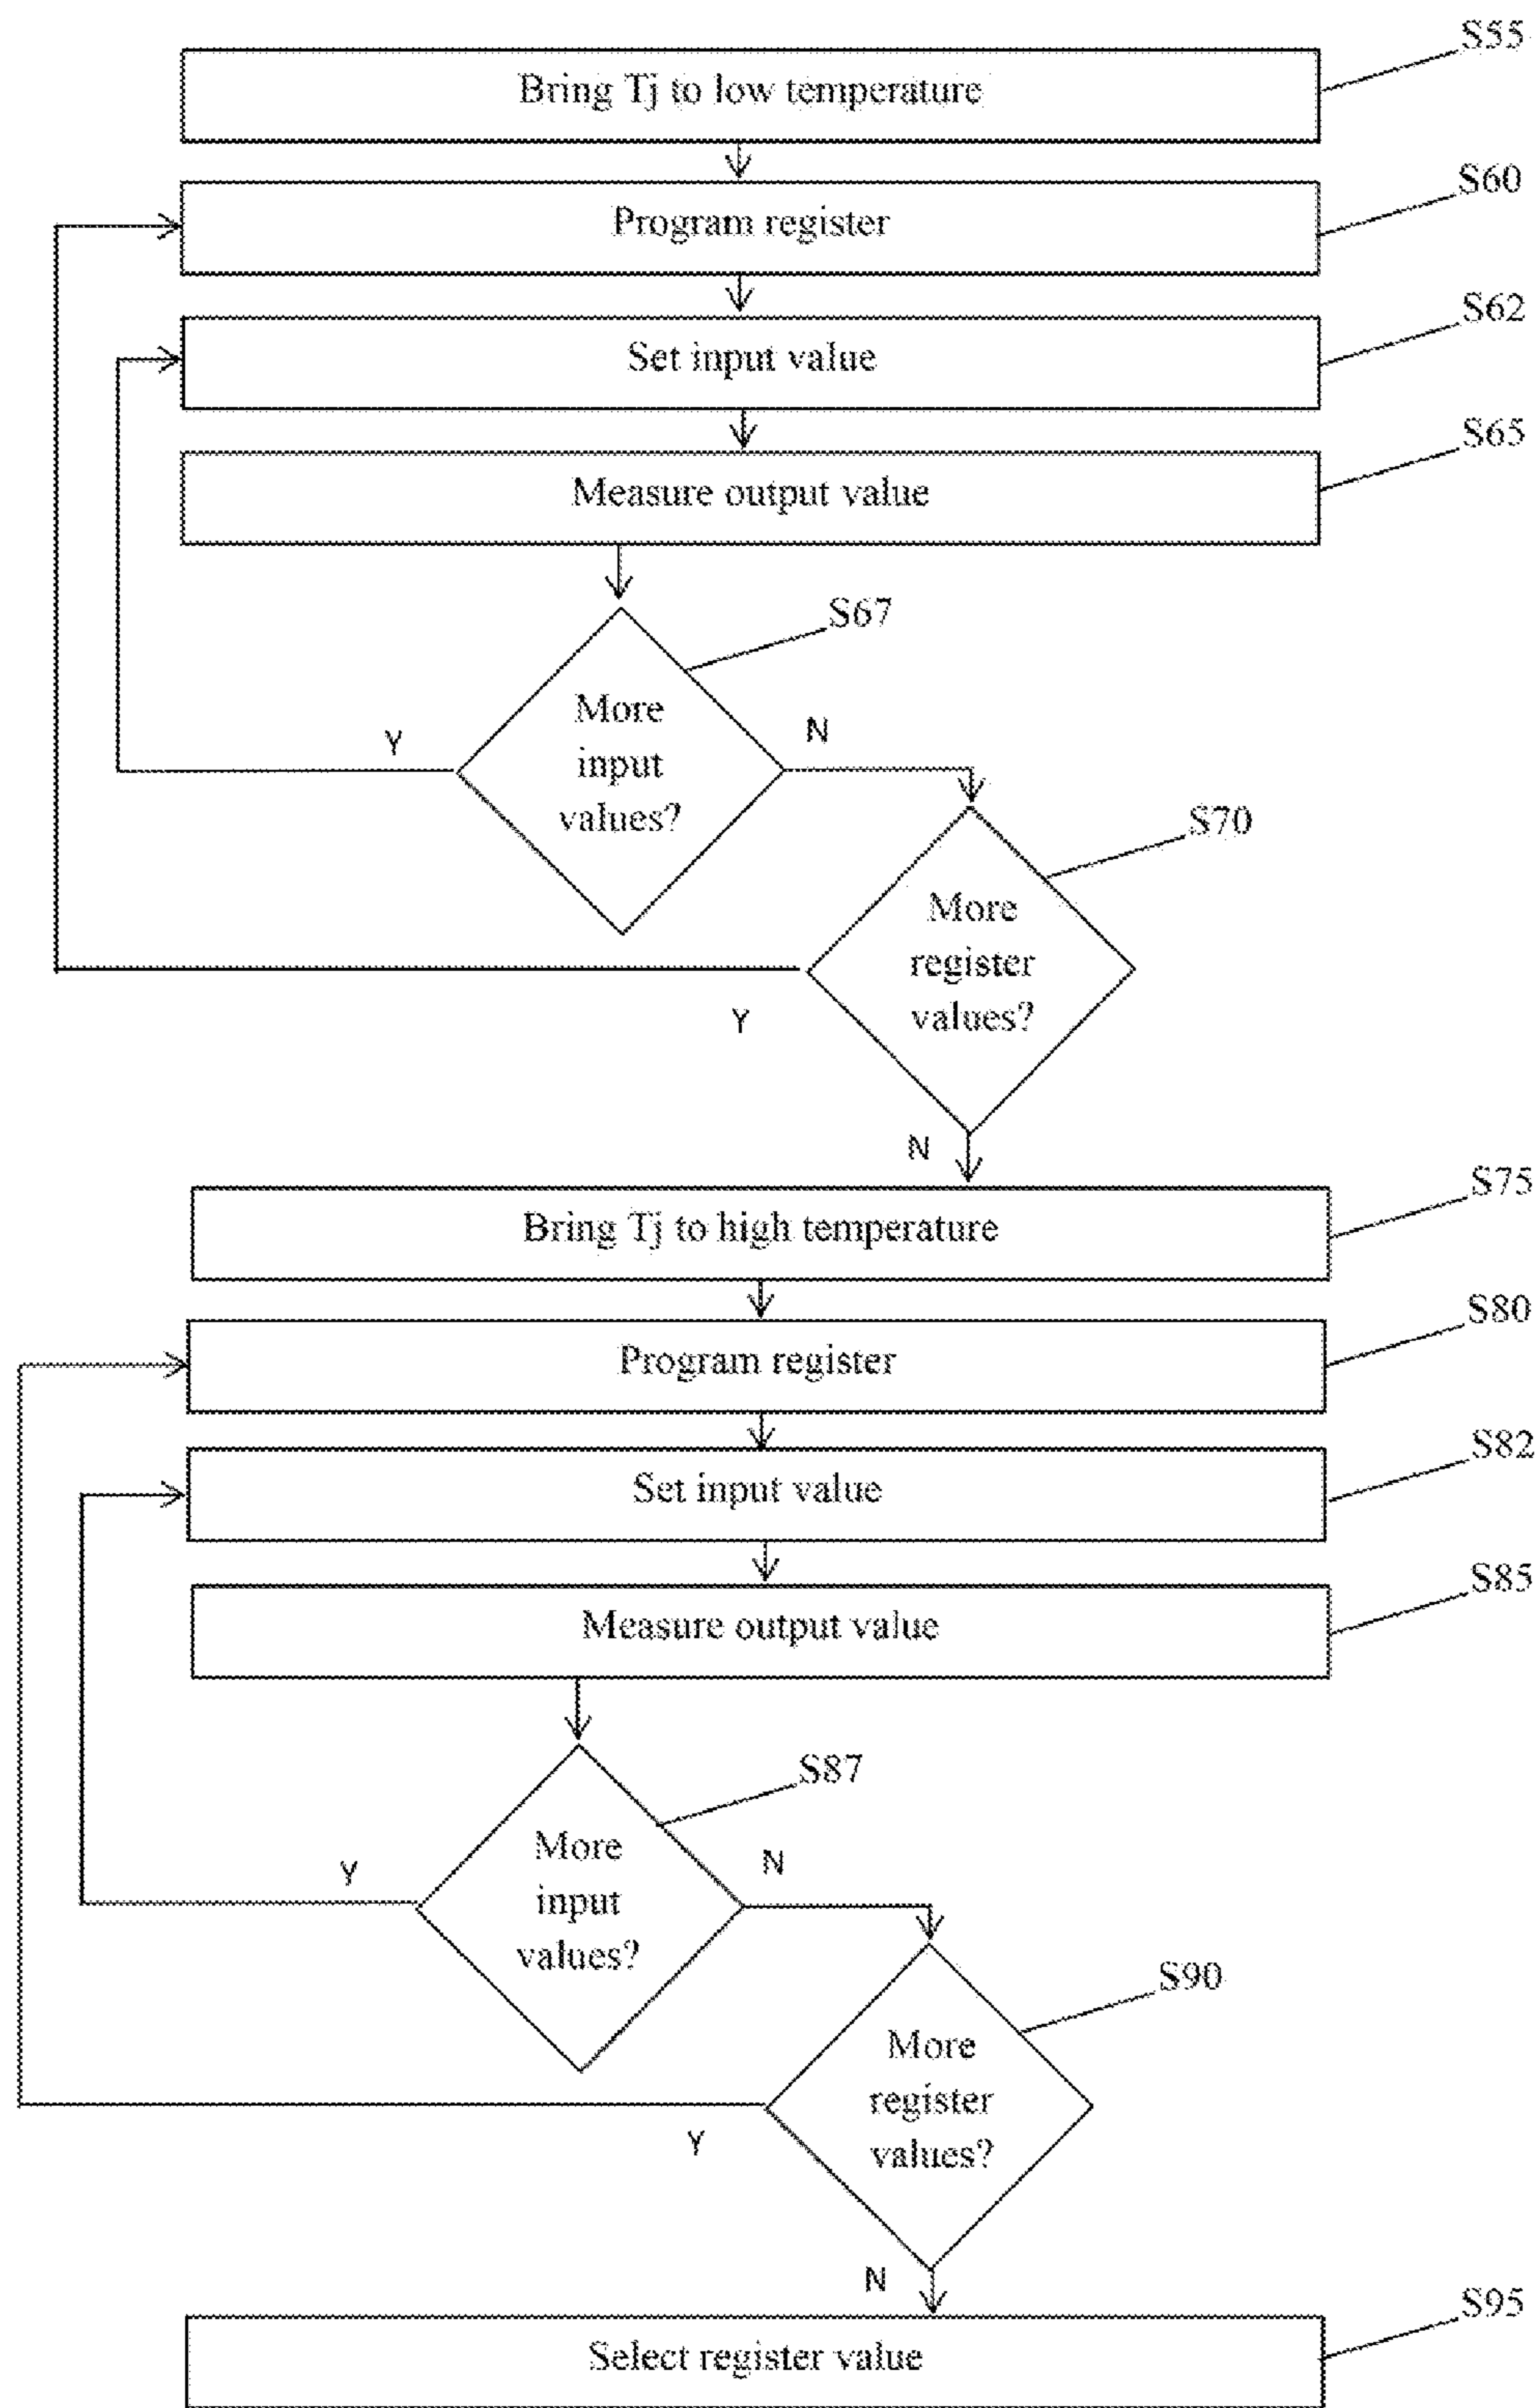 S55
Bring Tj to low temperature
S60
Program register
S62
Set input value
S65
Measure output value
S67
More
input
values?
Y
N
S70
More
register
values?
Y
N
S75
Bring Tj to high temperature
S80
Program register
S82
Set input value
S85
Measure output value
S87
More
input
values?
Y
N
S90
More
register
values?
Y
N
S95
Select register value